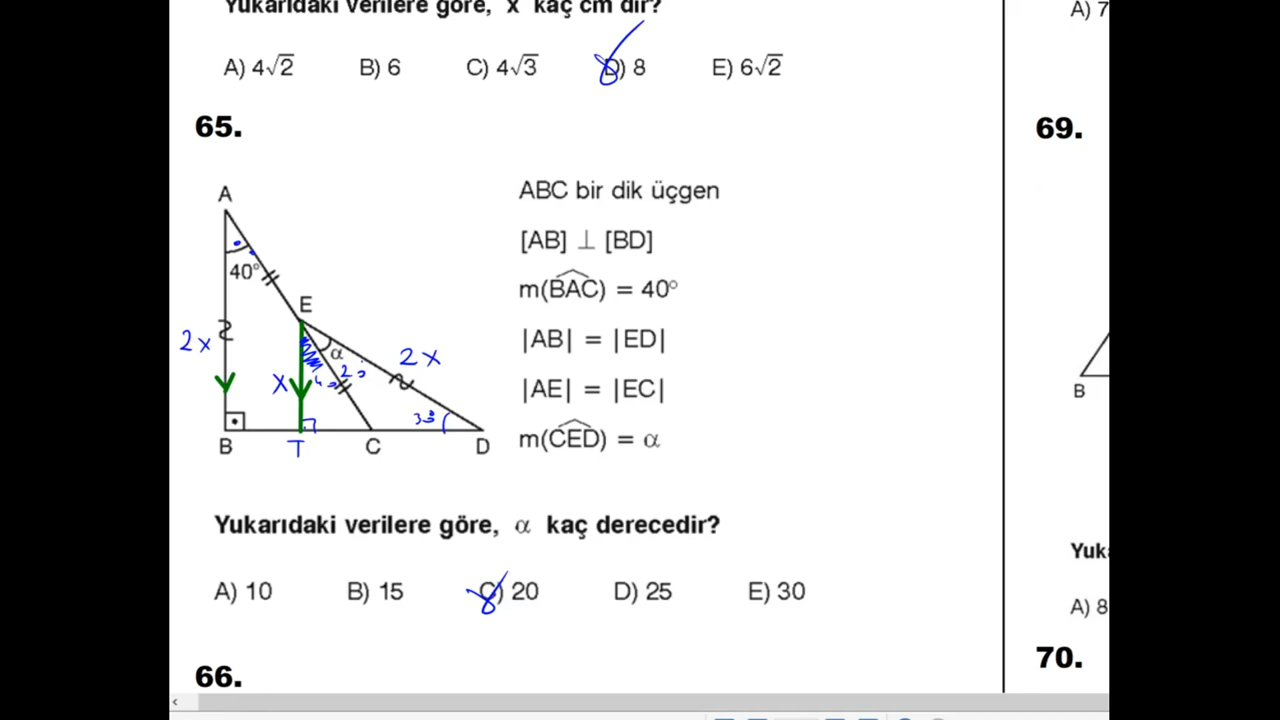 Yukarıdaki verilere göre, x kaç cm dir?
A) 7
A) 4√2 B) 6 C) 4√3 D) 8 E) 6√2
65.
69.
A
ABC bir dik üçgen
[AB] ⊥ [BD]
40°
m(BAC) = 40°
E
2x
α
2x
|AB| = |ED|
x
20
|AE| = |EC|
B
30
B T C D
m(CED) = α
Yukarıdaki verilere göre, α kaç derecedir?
Yuk
A) 10 B) 15 C) 20 D) 25 E) 30
A) 8
66.
70.